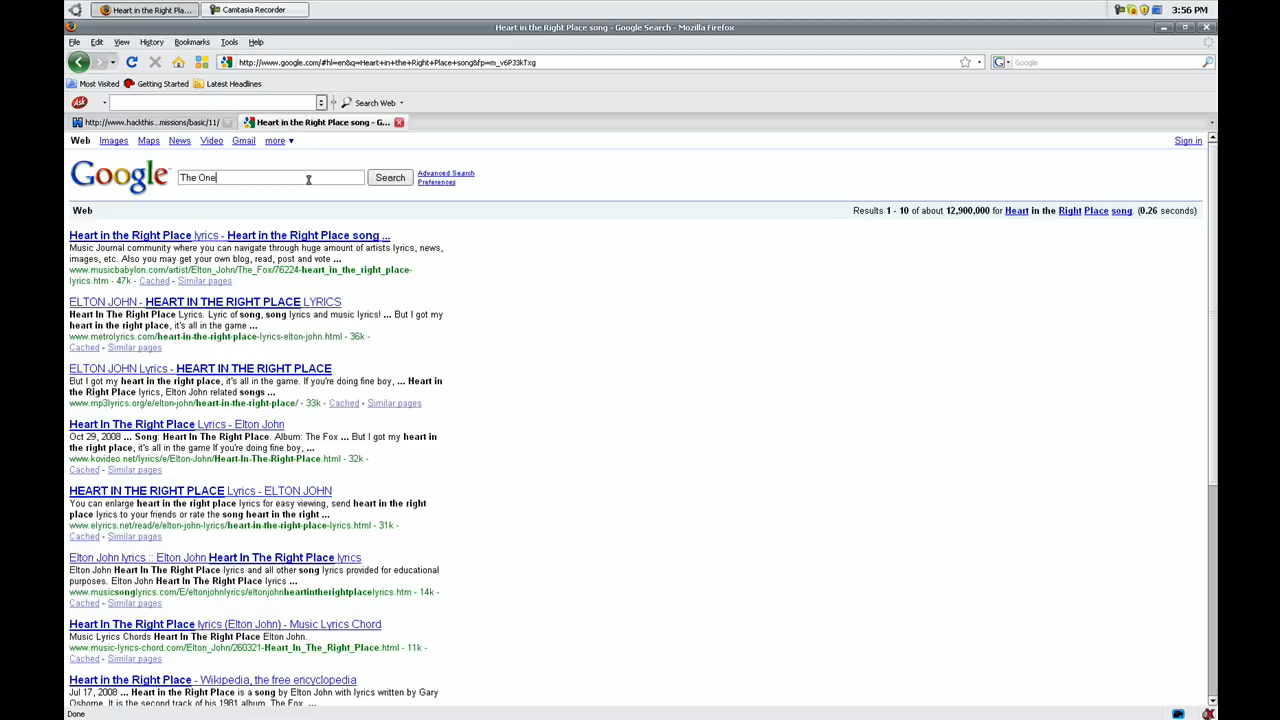 Heart in the Right Pla... Camtasia Recorder 3:56 PM
Heart in the Right Place song - Google Search - Mozilla Firefox
File Edit View History Bookmarks Tools Help
http://www.google.com/#hl=en&q=Heart+in+the+Right+Place+song&fp=m_v6PJ3kTxg Google
Most Visited Getting Started Latest Headlines
Ask Search Web
http://www.hackthis...missions/basic/11/ Heart in the Right Place song - G...
Web Images Maps News Video Gmail more ▼ Sign in
Google The One Search Advanced Search
Preferences
Web Results 1 - 10 of about 12,900,000 for Heart in the Right Place song. (0.26 seconds)
Heart in the Right Place lyrics - Heart in the Right Place song ...
Music Journal community where you can navigate through huge amount of artists lyrics, news,
images, etc. Also you may get your own blog, read, post and vote ...
www.musicbabylon.com/artist/Elton_John/The_Fox/76224-heart_in_the_right_place-
lyrics.htm - 47k - Cached - Similar pages
ELTON JOHN - HEART IN THE RIGHT PLACE LYRICS
Heart In The Right Place Lyrics. Lyric of song, song lyrics and music lyrics! ... But I got my
heart in the right place, it's all in the game ...
www.metrolyrics.com/heart-in-the-right-place-lyrics-elton-john.html - 36k -
Cached - Similar pages
ELTON JOHN Lyrics - HEART IN THE RIGHT PLACE
But I got my heart in the right place, it's all in the game. If you're doing fine boy, ... Heart in
the Right Place lyrics, Elton John related songs ...
www.mp3lyrics.org/e/elton-john/heart-in-the-right-place/ - 33k - Cached - Similar pages
Heart In The Right Place Lyrics - Elton John
Oct 29, 2008 ... Song: Heart In The Right Place. Album: The Fox ... But I got my heart in
the right place, it's all in the game If you're doing fine boy, ...
www.kovideo.net/lyrics/e/Elton-John/Heart-In-The-Right-Place.html - 32k -
Cached - Similar pages
HEART IN THE RIGHT PLACE Lyrics - ELTON JOHN
You can enlarge heart in the right place lyrics for easy viewing, send heart in the right
place lyrics to your friends or rate the song heart in the right ...
www.elyrics.net/read/e/elton-john-lyrics/heart-in-the-right-place-lyrics.html - 31k -
Cached - Similar pages
Elton John lyrics :: Elton John Heart In The Right Place lyrics
Elton John Heart In The Right Place lyrics and all other song lyrics provided for educational
purposes. Elton John Heart In The Right Place lyrics ...
www.musicsonglyrics.com/E/eltonjohnlyrics/eltonjohnheartintherightplacelyrics.htm - 14k -
Cached - Similar pages
Heart In The Right Place lyrics (Elton John) - Music Lyrics Chord
Music Lyrics Chords Heart In The Right Place Elton John.
www.music-lyrics-chord.com/Elton_John/260321-Heart_In_The_Right_Place.html - 11k -
Cached - Similar pages
Heart in the Right Place - Wikipedia, the free encyclopedia
Jul 17, 2008 ... Heart in the Right Place is a song by Elton John with lyrics written by Gary
Osborne. It is the second track of his 1981 album, The Fox. ...
Done